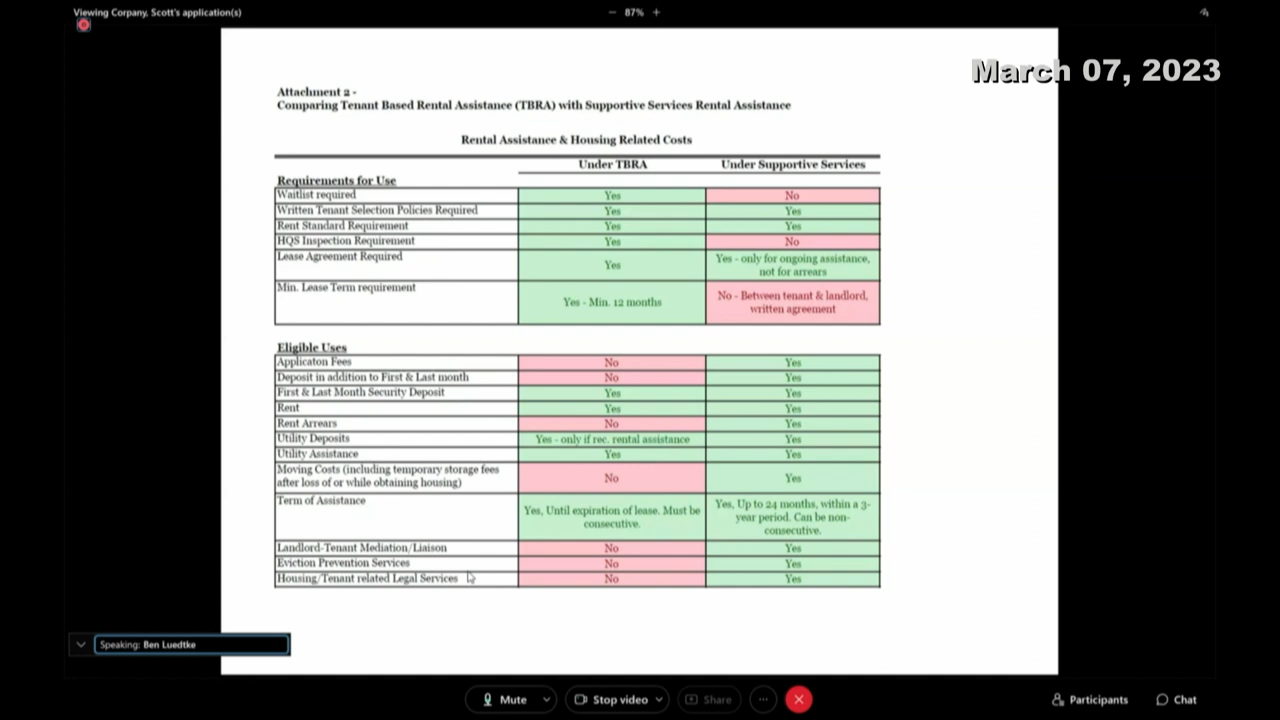 Viewing Corpany, Scott's application(s)
87%
March 07, 2023
Attachment 2 -
Comparing Tenant Based Rental Assistance (TBRA) with Supportive Services Rental Assistance
Rental Assistance & Housing Related Costs
Under TBRA Under Supportive Services
Requirements for Use
Waitlist required Yes No
Written Tenant Selection Policies Required Yes Yes
Rent Standard Requirement Yes Yes
HQS Inspection Requirement Yes No
Lease Agreement Required Yes Yes - only for ongoing assistance,
not for arrears
Min. Lease Term requirement Yes - Min. 12 months No - Between tenant & landlord,
written agreement
Eligible Uses
Applicaton Fees No Yes
Deposit in addition to First & Last month No Yes
First & Last Month Security Deposit Yes Yes
Rent Yes Yes
Rent Arrears No Yes
Utility Deposits Yes - only if rec. rental assistance Yes
Utility Assistance Yes Yes
Moving Costs (including temporary storage fees
after loss of or while obtaining housing) No Yes
Term of Assistance Yes, Until expiration of lease. Must be
consecutive. Yes, Up to 24 months, within a 3-
year period. Can be non-
consecutive.
Landlord-Tenant Mediation/Liaison No Yes
Eviction Prevention Services No Yes
Housing/Tenant related Legal Services No Yes
Speaking: Ben Luedtke
Mute Stop video Share Participants Chat